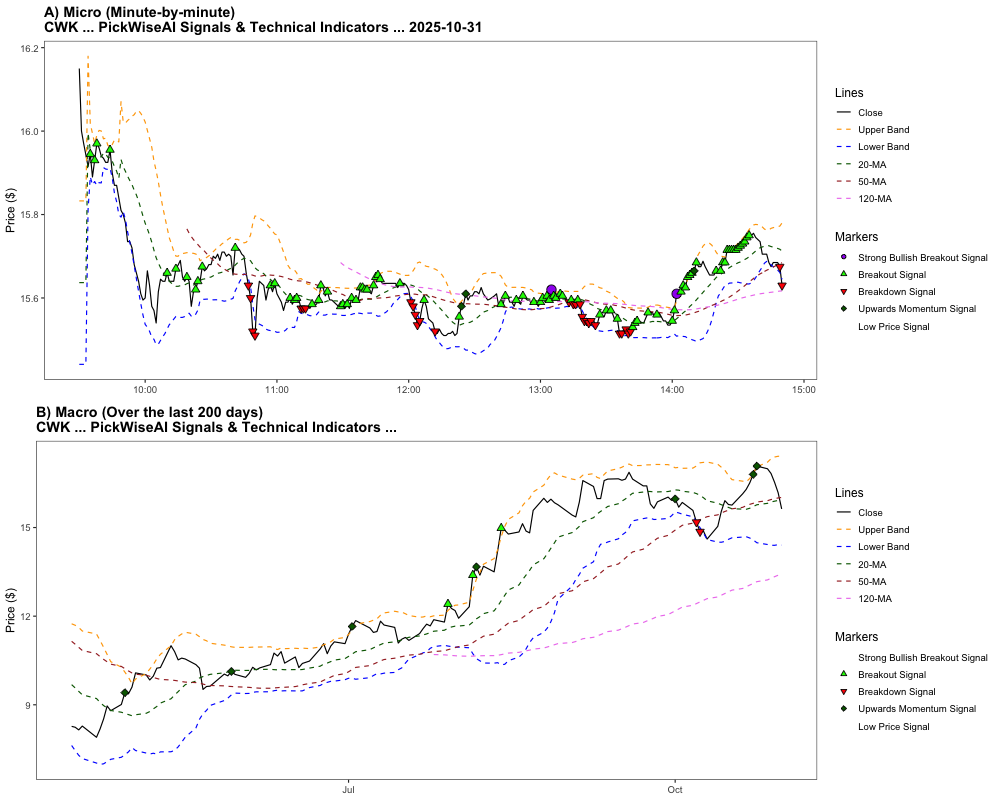 A) Micro (Minute-by-minute)
CWK ... PickWiseAI Signals & Technical Indicators ... 2025-10-31
Price ($)
16.2
16.0
15.8
15.6
10:00
11:00
12:00
13:00
14:00
15:00
Lines
Close
Upper Band
Lower Band
20-MA
50-MA
120-MA
Markers
Strong Bullish Breakout Signal
Breakout Signal
Breakdown Signal
Upwards Momentum Signal
Low Price Signal
B) Macro (Over the last 200 days)
CWK ... PickWiseAI Signals & Technical Indicators ...
Price ($)
15
12
9
Jul
Oct
Lines
Close
Upper Band
Lower Band
20-MA
50-MA
120-MA
Markers
Strong Bullish Breakout Signal
Breakout Signal
Breakdown Signal
Upwards Momentum Signal
Low Price Signal